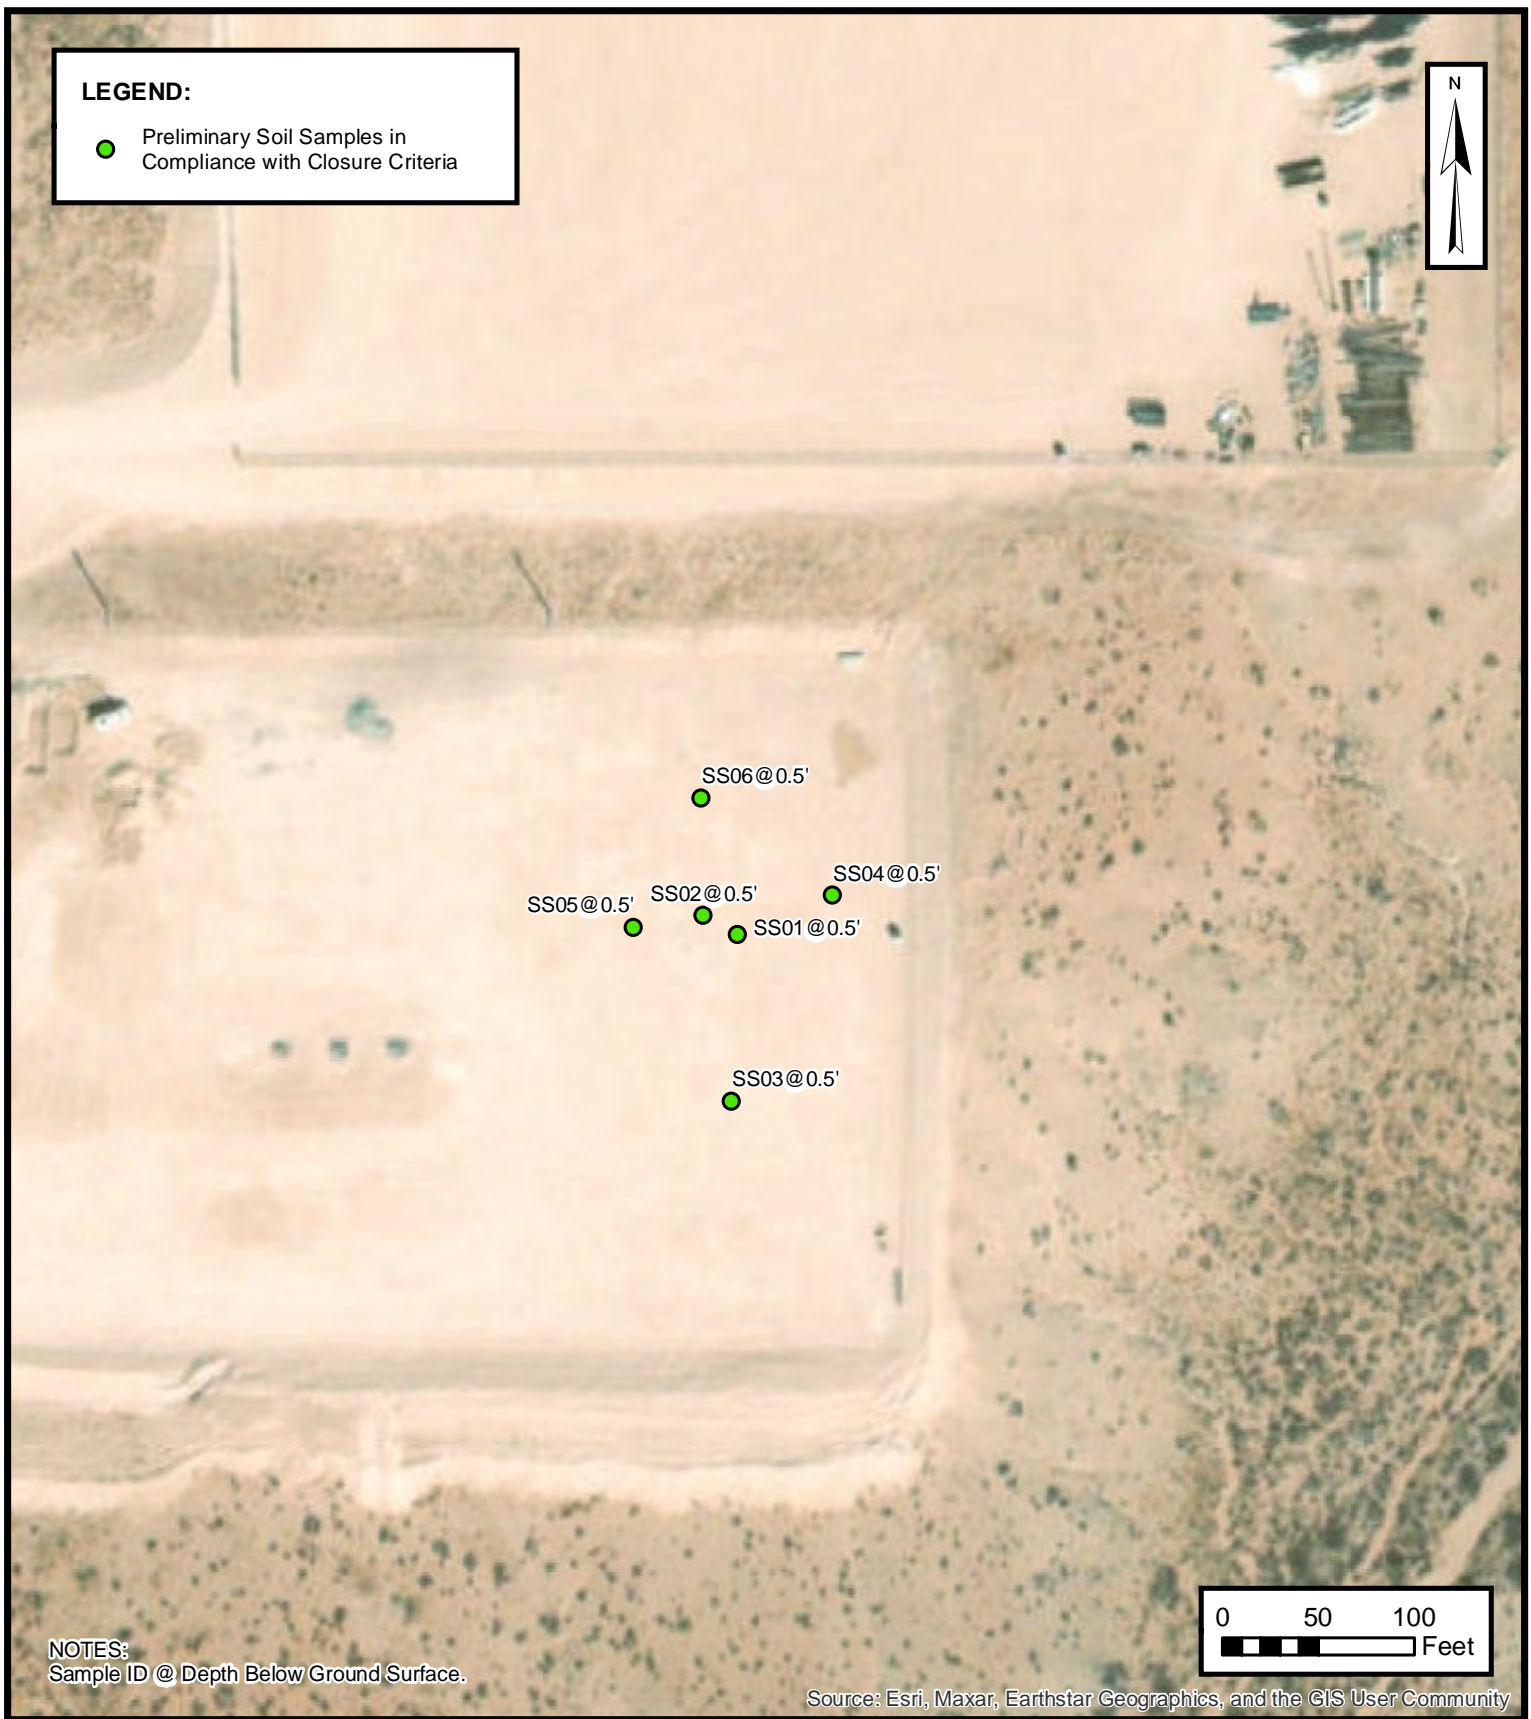 LEGEND:
Preliminary Soil Samples in
Compliance with Closure Criteria
N
SS06@0.5'
SS04@0.5'
SS02@0.5'
SS05@0.5'
SS01@0.5'
SS03@0.5'
0 50 100
Feet
NOTES:
Sample ID @ Depth Below Ground Surface.
Source: Esri, Maxar, Earthstar Geographics, and the GIS User Community